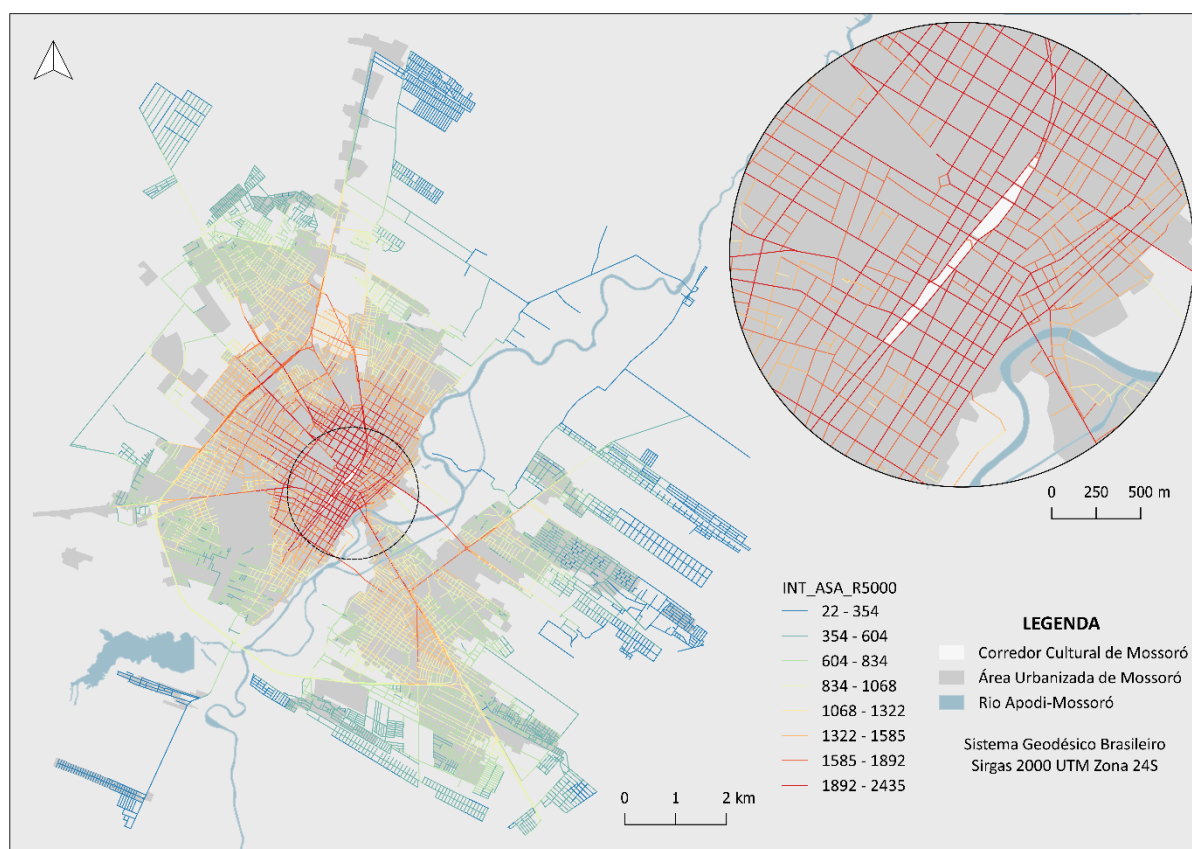 0 250 500 m
INT_ASA_R5000
22 - 354
354 - 604
604 - 834
834 - 1068
1068 - 1322
1322 - 1585
1585 - 1892
1892 - 2435
LEGENDA
Corredor Cultural de Mossoró
Área Urbanizada de Mossoró
Rio Apodi-Mossoró
Sistema Geodésico Brasileiro
Sirgas 2000 UTM Zona 24S
0 1 2 km